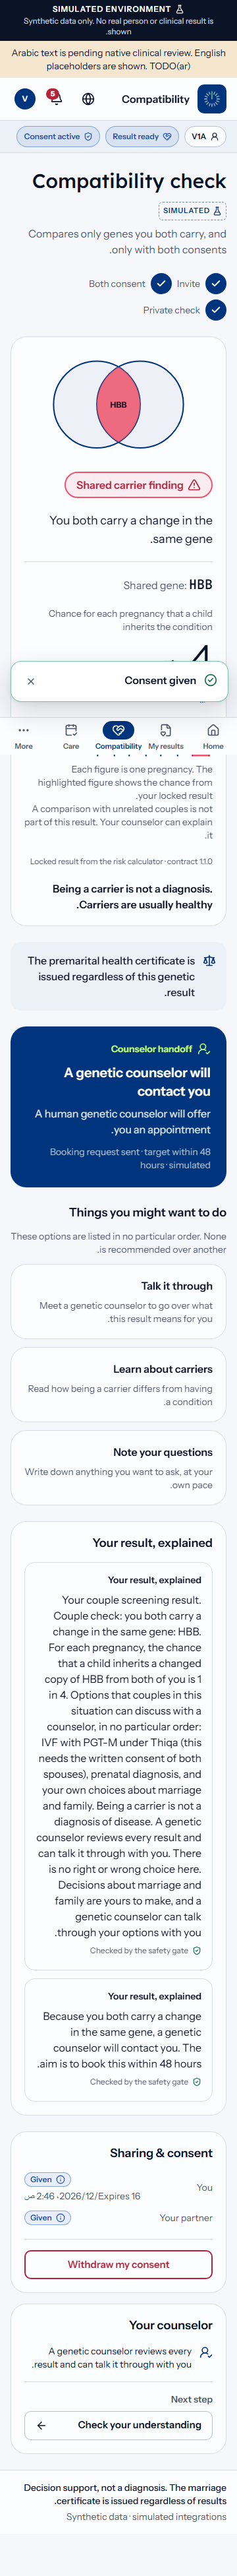 SIMULATED ENVIRONMENT
Synthetic data only. No real person or clinical result is
.shown
Arabic text is pending native clinical review. English
placeholders are shown. TODO(ar)
Compatibility
5
V
V1A
Result ready
Consent active
Compatibility check
SIMULATED
Compares only genes you both carry, and
.only with both consents
Invite
Both consent
Private check
HBB
Shared carrier finding
You both carry a change in the
.same gene
Shared gene: HBB
Chance for each pregnancy that a child
inherits the condition
Consent given
Home
My results
Compatibility
Care
More
Each figure is one pregnancy. The
highlighted figure shows the chance from
.your locked result
A comparison with unrelated couples is not
part of this result. Your counselor can explain
.it
Locked result from the risk calculator · contract 1.1.0
Being a carrier is not a diagnosis.
.Carriers are usually healthy
The premarital health certificate is
issued regardless of this genetic
.result
Counselor handoff
A genetic counselor will
contact you
A human genetic counselor will offer
.you an appointment
Booking request sent · target within 48
hours · simulated
Things you might want to do
These options are listed in no particular order. None
.is recommended over another
Talk it through
Meet a genetic counselor to go over what
.this result means for you
Learn about carriers
Read how being a carrier differs from having
.a condition
Note your questions
Write down anything you want to ask, at your
.own pace
Your result, explained
Your result, explained
Your couple screening result.
Couple check: you both carry a
change in the same gene: HBB.
For each pregnancy, the chance
that a child inherits a changed
copy of HBB from both of you is 1
in 4. Options that couples in this
situation can discuss with a
counselor, in no particular order:
IVF with PGT-M under Thiqa (this
needs the written consent of both
spouses), prenatal diagnosis, and
your own choices about marriage
and family. Being a carrier is not a
diagnosis of disease. A genetic
counselor reviews every result and
can talk it through with you. There
is no right or wrong choice here.
Decisions about marriage and
family are yours to make, and a
genetic counselor can talk
.through your options with you
Checked by the safety gate
Your result, explained
Because you both carry a change
in the same gene, a genetic
counselor will contact you. The
.aim is to book this within 48 hours
Checked by the safety gate
Sharing & consent
You
Given
ص 2:46 ،2026/12/Expires 16
Your partner
Given
Withdraw my consent
Your counselor
A genetic counselor reviews every
.result and can talk it through with you
Next step
Check your understanding
Decision support, not a diagnosis. The marriage
.certificate is issued regardless of results
Synthetic data · simulated integrations